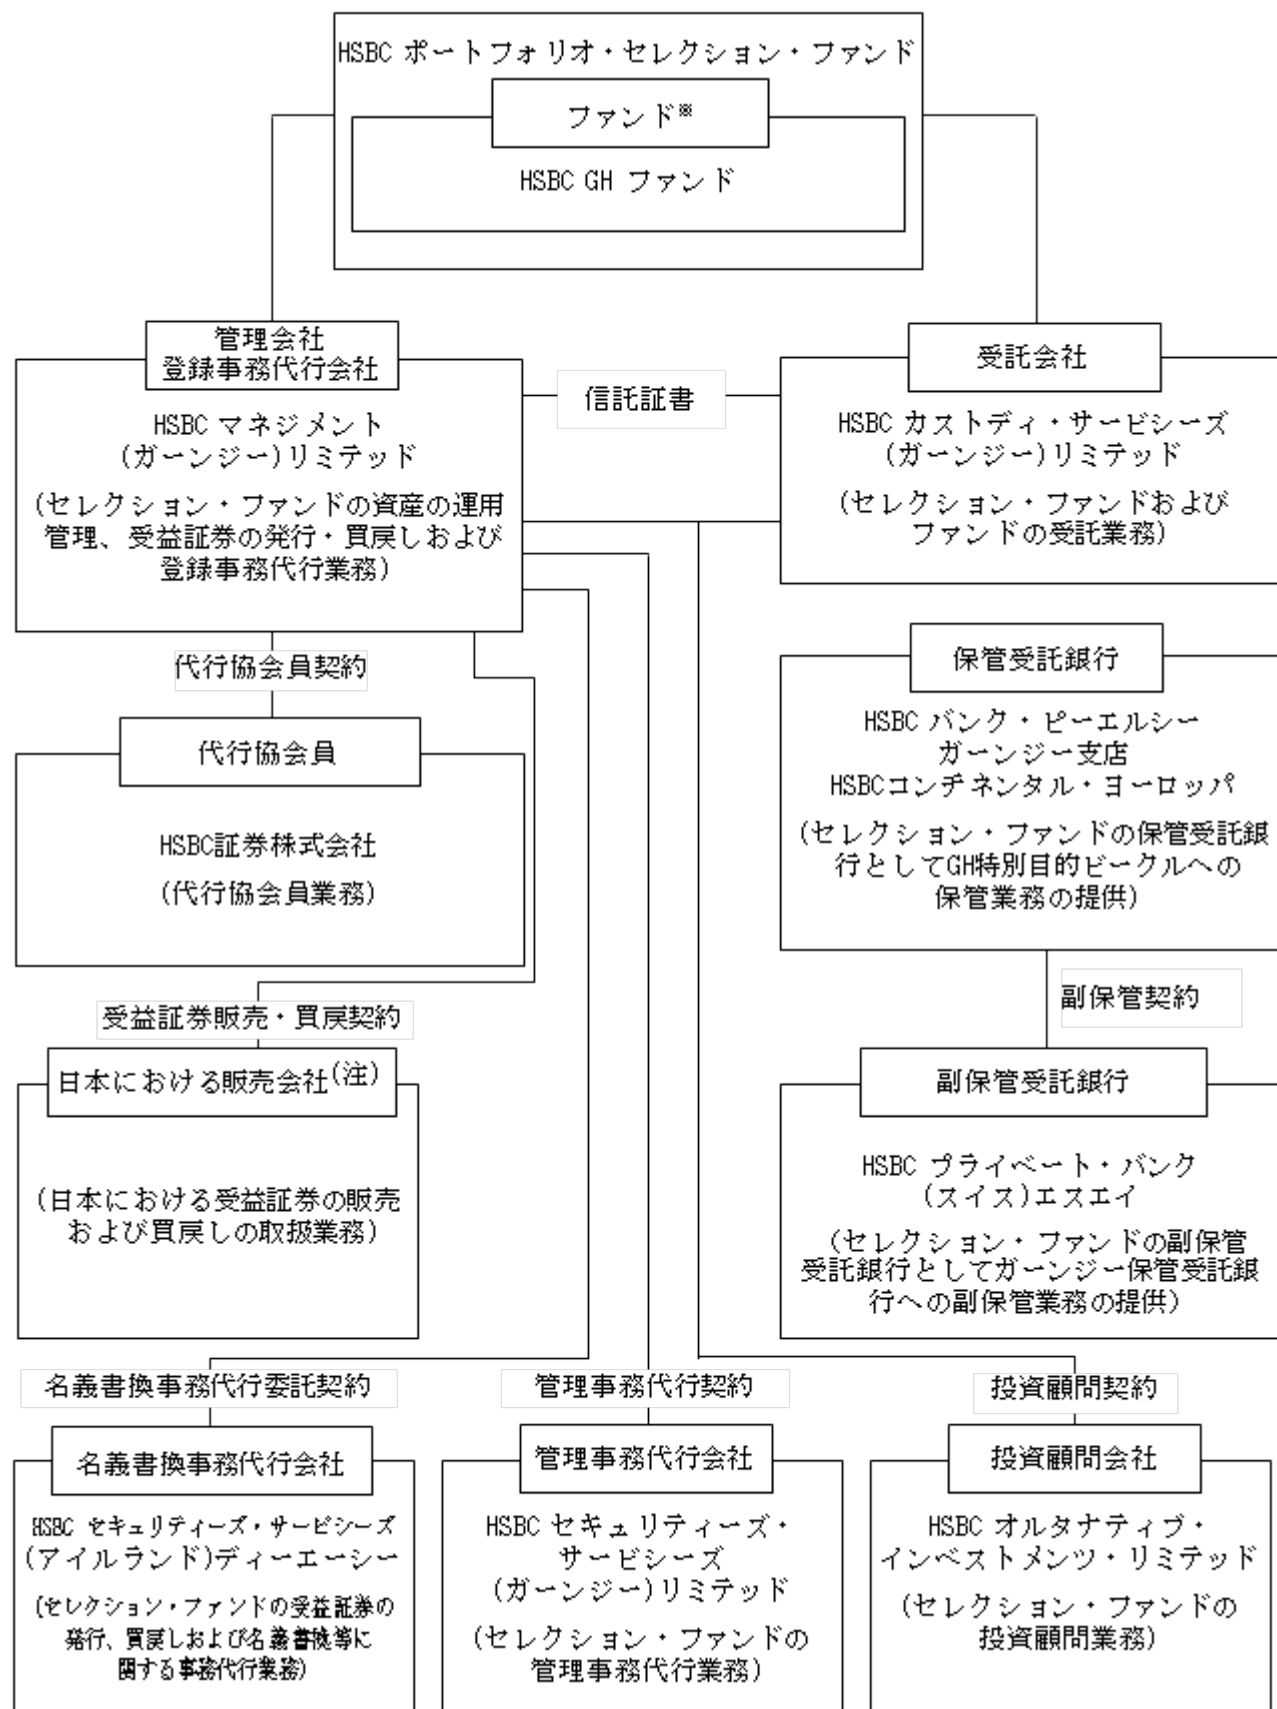 HSBC ポートフォリオ・セレクション・ファンド
ファンド※
HSBC GH ファンド
管理会社
登録事務代行会社
HSBC マネジメント
(ガーンジー)リミテッド
(セレクション・ファンドの資産の運用
管理、受益証券の発行・買戻しおよび
登録事務代行業務)
信託証書
受託会社
HSBC カストディ・サービシーズ
(ガーンジー)リミテッド
(セレクション・ファンドおよび
ファンドの受託業務)
代行協会員契約
代行協会員
HSBC証券株式会社
(代行協会員業務)
保管受託銀行
HSBC バンク・ピーエルシー
ガーンジー支店
HSBCコンチネンタル・ヨーロッパ
(セレクション・ファンドの保管受託銀
行としてGH特別目的ビークルへの
保管業務の提供)
受益証券販売・買戻契約
日本における販売会社(注)
(日本における受益証券の販売
および買戻しの取扱業務)
副保管契約
副保管受託銀行
HSBC プライベート・バンク
(スイス)エスエイ
(セレクション・ファンドの副保管
受託銀行としてガーンジー保管受託銀
行への副保管業務の提供)
名義書換事務代行委託契約
名義書換事務代行会社
HSBC セキュリティーズ・サービシーズ
(アイルランド)ディーエーシー
(セレクション・ファンドの受益証券の
発行、買戻しおよび名義書換等に
関する事務代行業務)
管理事務代行契約
管理事務代行会社
HSBC セキュリティーズ・
サービシーズ
(ガーンジー)リミテッド
(セレクション・ファンドの
管理事務代行業務)
投資顧問契約
投資顧問会社
HSBC オルタナティブ・
インベストメンツ・リミテッド
(セレクション・ファンドの
投資顧問業務)